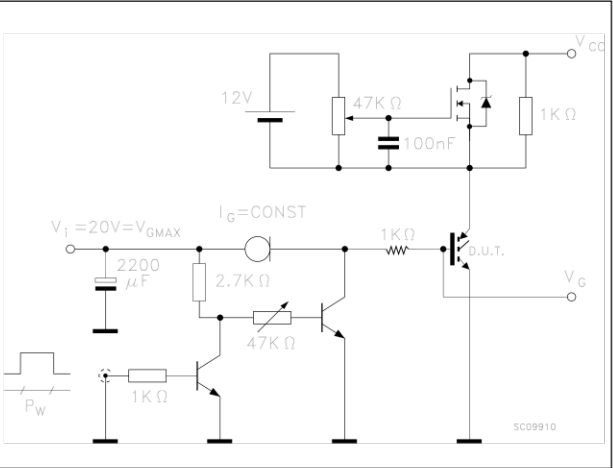 V CC
12V
47K Ω
1K Ω
100nF
I G =CONST
V i =20V=V GMAX
1K Ω
D.U.T.
2200
μF
2.7K Ω
V G
47K Ω
1K Ω
P W
SC09910